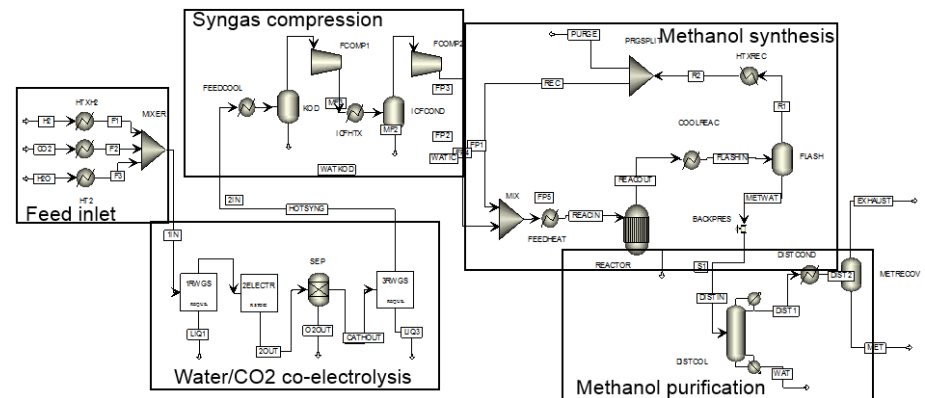 Syngas compression
FCOMP1
FCOMP2
FP3
FEEDCOOL
KOD
ICFHTX
ICFCOND
MP2
FP2
WATIC
FP1
WATKOD
2IN
HOTSYNG
Feed inlet
HTXH2
MIXER
H2
P1
CO2
P2
H2O
P3
HT2
Methanol synthesis
PURGE
PRGSPLIT
HTXREC
R2
REC
R1
COOLREAC
FLASHIN
FLASH
REACOUT
METWAT
MIX
FP5
REACIN
FEEDHEAT
BACKPRES
REACTOR
1IN
1RWGS
2ELECTR
SEP
3RWGS
LIQ1
2OUT
O2OUT
CATHOUT
LIQ3
Water/CO2 co-electrolysis
EXHAUST
DISTCOND
DIST2
METRECOV
S1
DISTIN
DIST1
DISTCOL
MET
WAT
Methanol purification